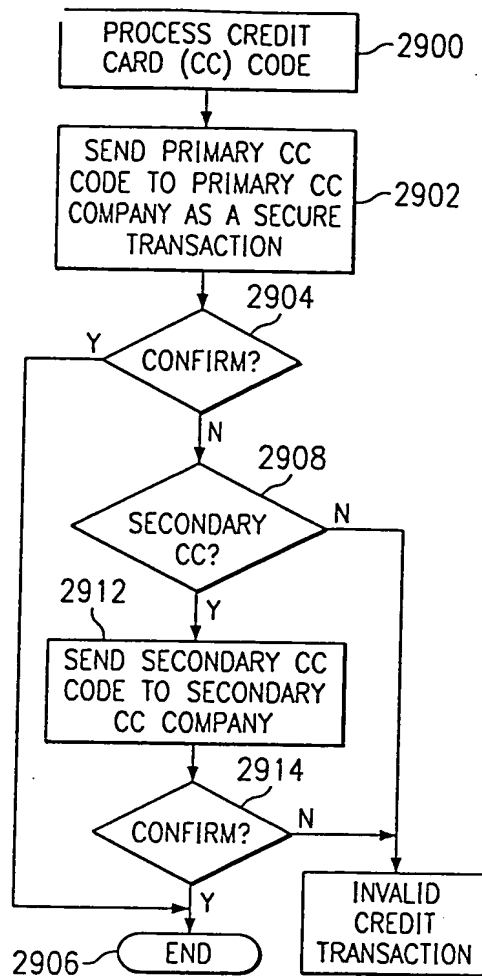 PROCESS CREDIT
CARD (CC) CODE
2900
SEND PRIMARY CC
CODE TO PRIMARY CC
COMPANY AS A SECURE
TRANSACTION
2902
2904
Y
CONFIRM?
N
2908
SECONDARY
CC?
N
2912
Y
SEND SECONDARY CC
CODE TO SECONDARY
CC COMPANY
2914
CONFIRM?
N
Y
INVALID
CREDIT
TRANSACTION
2906
END